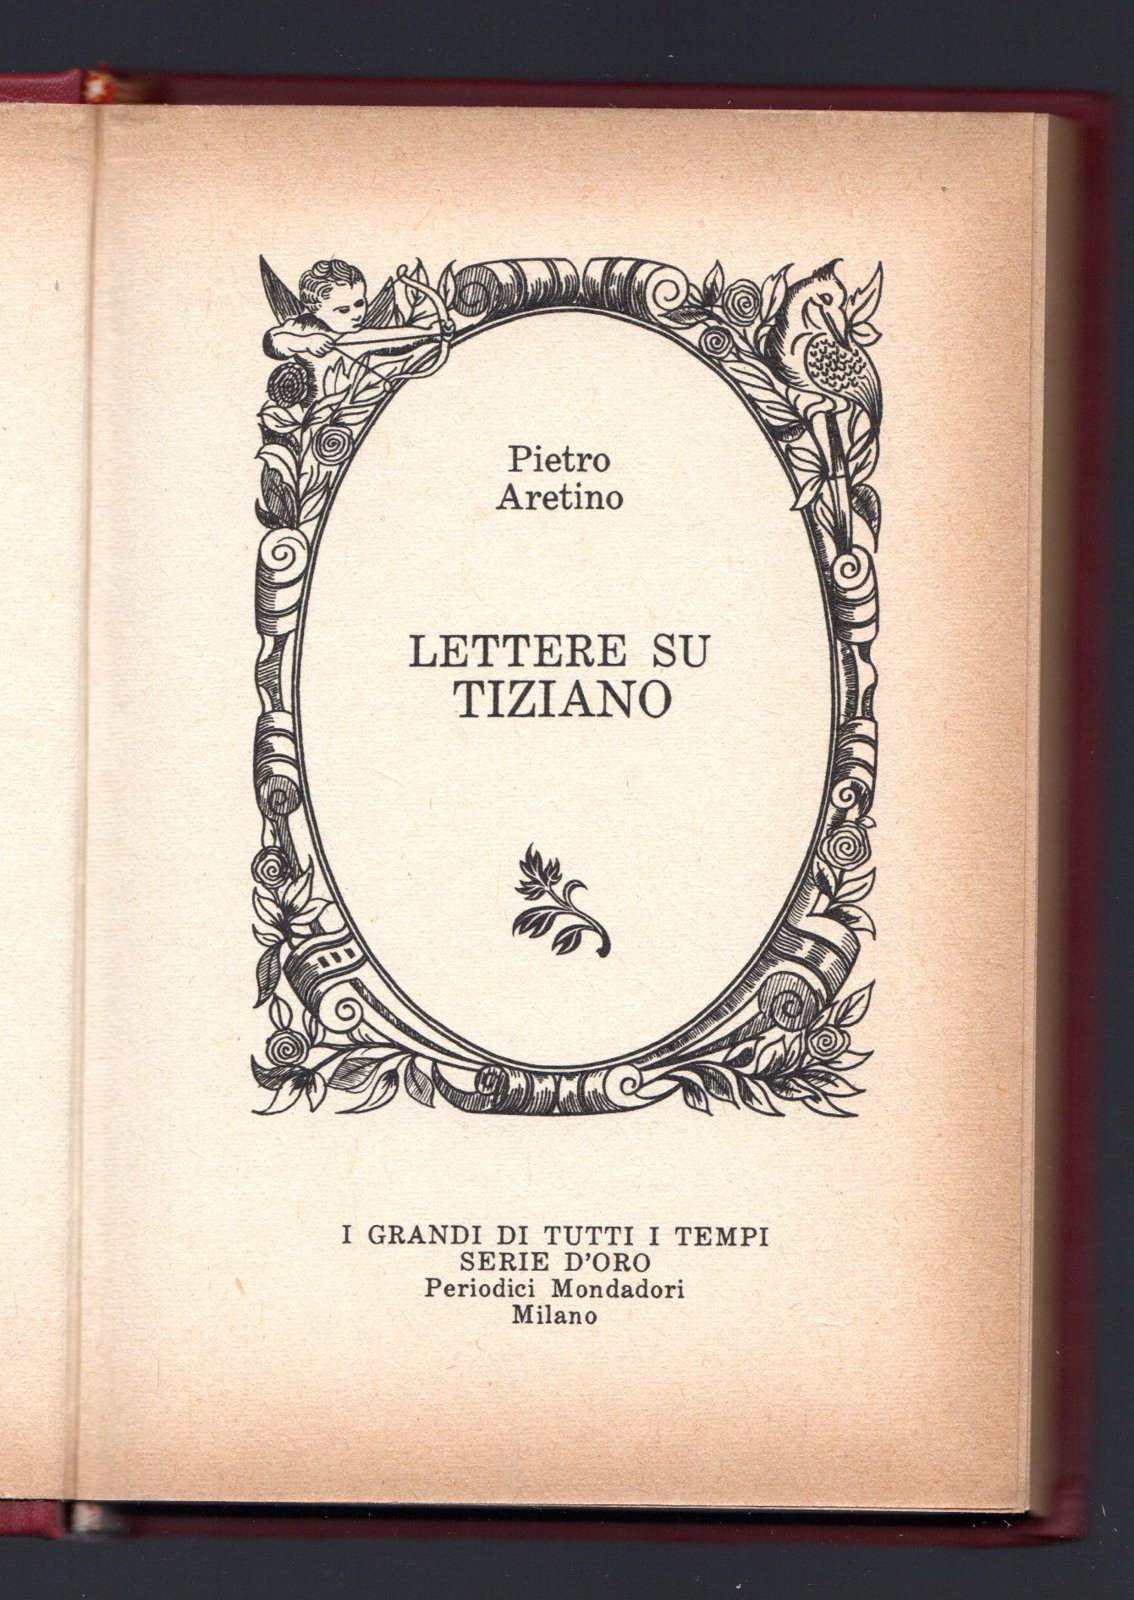 Pietro
Aretino
LETTERE SU
TIZIANO
I GRANDI DI TUTTI I TEMPI
SERIE D'ORO
Periodici Mondadori
Milano